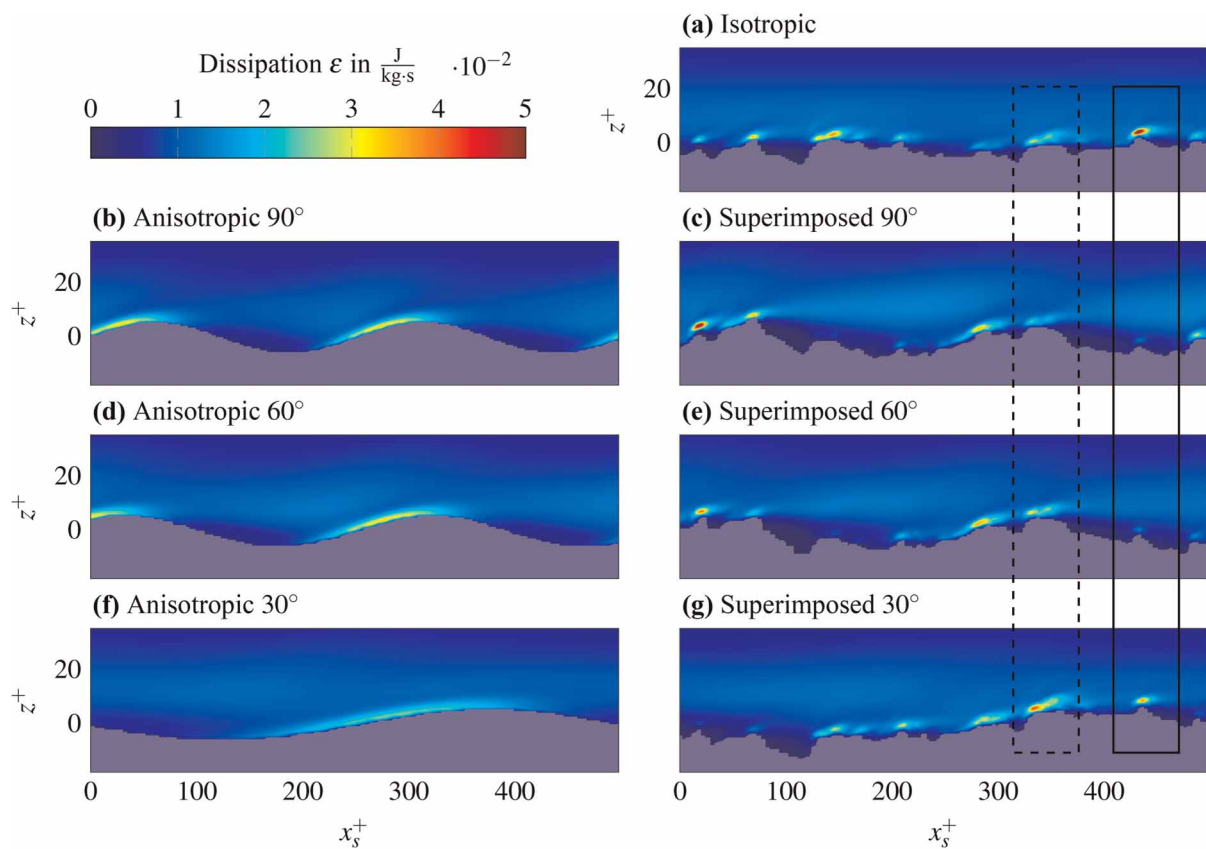 (a) Isotropic
Dissipation ε in J/kg·s ·10⁻²
0 1 2 3 4 5
20
0
z⁺
(b) Anisotropic 90°
(c) Superimposed 90°
20
0
z⁺
(d) Anisotropic 60°
(e) Superimposed 60°
20
0
z⁺
(f) Anisotropic 30°
(g) Superimposed 30°
20
0
z⁺
0 100 200 300 400
0 100 200 300 400
xₛ⁺
xₛ⁺